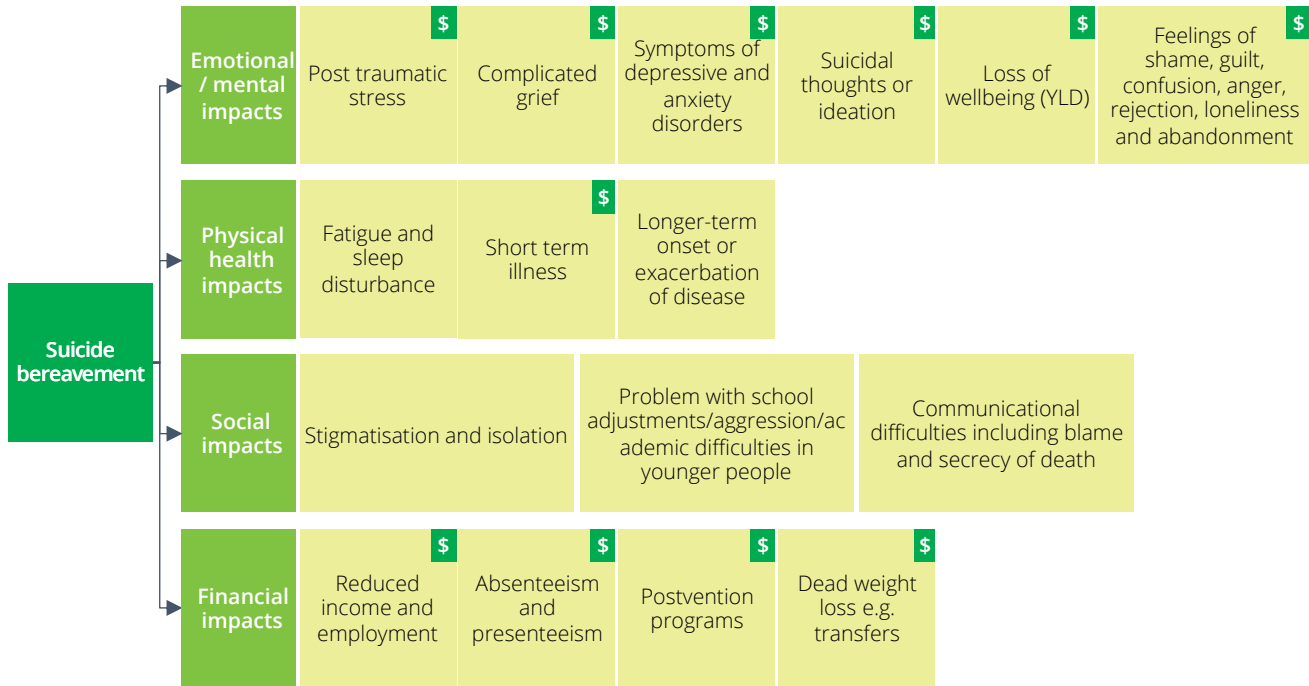 $
$
$
$
$
$
Emotional
/ mental
impacts
Post traumatic
stress
Complicated
grief
Symptoms of
depressive and
anxiety
disorders
Suicidal
thoughts or
ideation
Loss of
wellbeing (YLD)
Feelings of
shame, guilt,
confusion, anger,
rejection, loneliness
and abandonment
$
Physical
health
impacts
Fatigue and
sleep
disturbance
Short term
illness
Longer-term
onset or
exacerbation
of disease
Suicide
bereavement
Social
impacts
Stigmatisation and isolation
Problem with school
adjustments/aggression/ac
ademic difficulties in
younger people
Communicational
difficulties including blame
and secrecy of death
$
$
$
$
Financial
impacts
Reduced
income and
employment
Absenteeism
and
presenteeism
Postvention
programs
Dead weight
loss e.g.
transfers